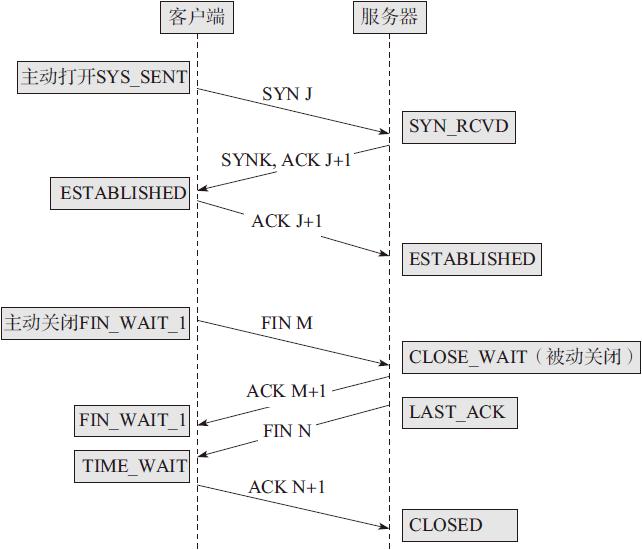 客户端
服务器
主动打开SYS_SENT
SYN J
SYN_RCVD
SYNK, ACK J+1
ESTABLISHED
ACK J+1
ESTABLISHED
主动关闭FIN_WAIT_1
FIN M
CLOSE_WAIT（被动关闭）
ACK M+1
FIN_WAIT_1
LAST_ACK
FIN N
TIME_WAIT
ACK N+1
CLOSED